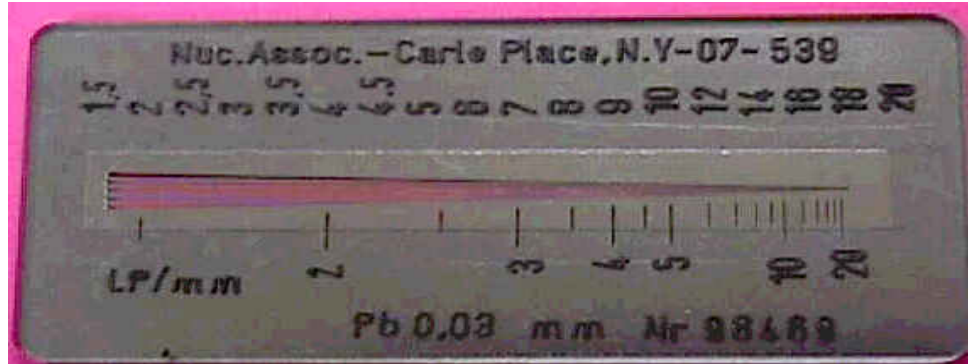 Nuc.Assoc.-Carle Place,N.Y-07-539
1,5 2 2,5 3 3,5 4 4,5 5 6 7 8 9 10 12 14 16 18 20
2 3 4 5 10 20
LP/mm
Pb 0,03 mm Nr